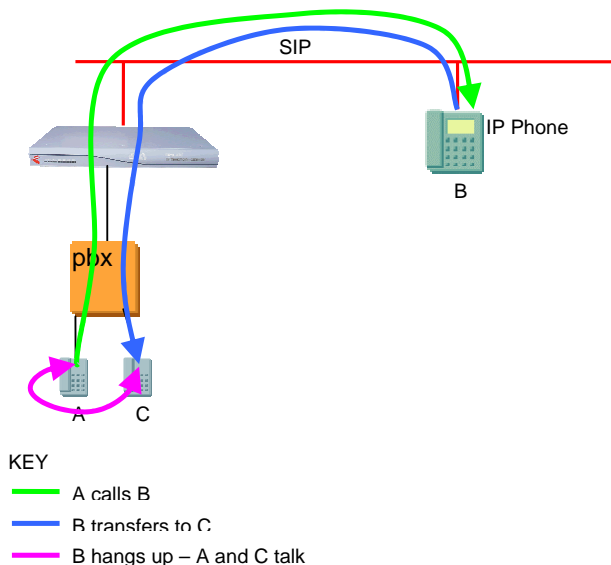 SIP
IP Phone
B
pbx
A
C
KEY
A calls B
B transfers to C
B hangs up – A and C talk